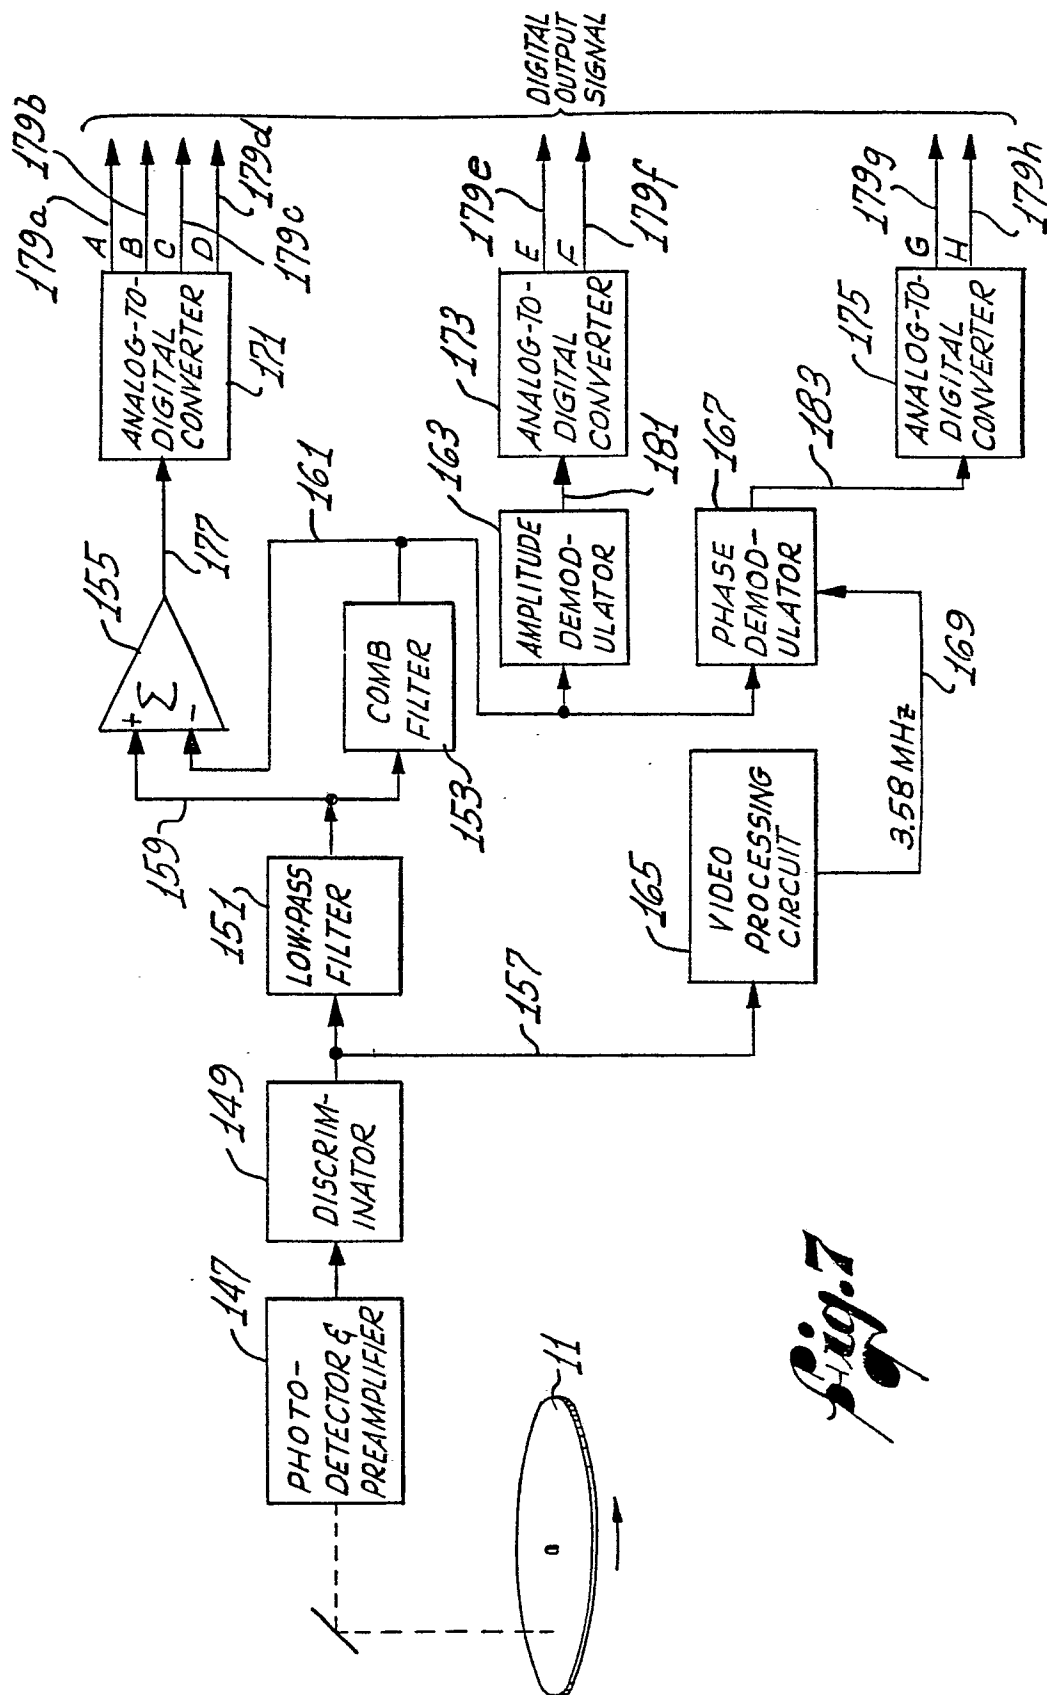 179a
179b
A
B
C
D
179d
179c
ANALOG-TO-
DIGITAL
CONVERTER
171
155
Σ
+
-
177
161
159
151
LOW-PASS
FILTER
COMB
FILTER
153
147
PHOTO-
DETECTOR &
PREAMPLIFIER
149
DISCRIM-
INATOR
157
163
AMPLITUDE
DEMOD-
ULATOR
181
173
ANALOG-TO-
DIGITAL
CONVERTER
E
F
179e
179f
DIGITAL
OUTPUT
SIGNAL
165
VIDEO
PROCESSING
CIRCUIT
3.58 MHz
169
167
PHASE
DEMOD-
ULATOR
183
175
ANALOG-TO-
DIGITAL
CONVERTER
G
H
179g
179h
11
Fig. 7